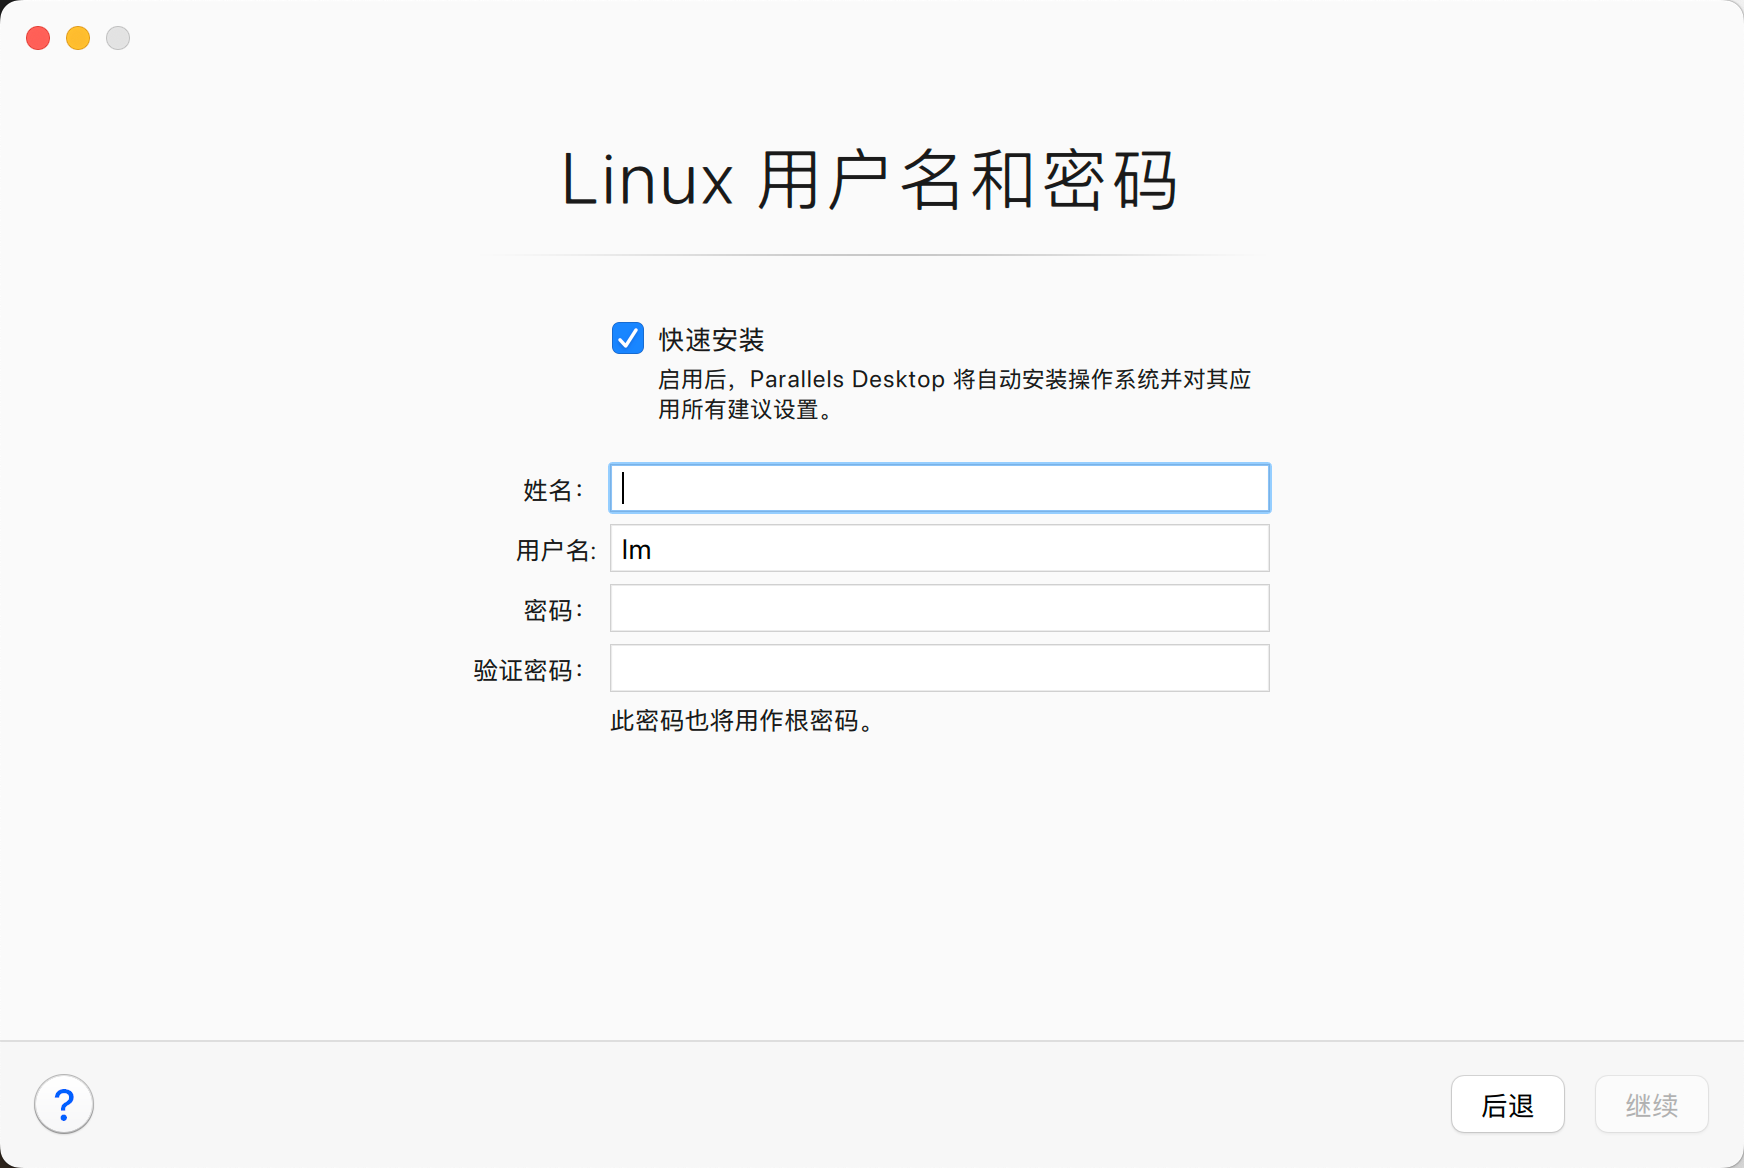 Linux 用户名和密码
快速安装
启用后，Parallels Desktop 将自动安装操作系统并对其应
用所有建议设置。
姓名：
用户名: lm
密码：
验证密码：
此密码也将用作根密码。
?
后退
继续